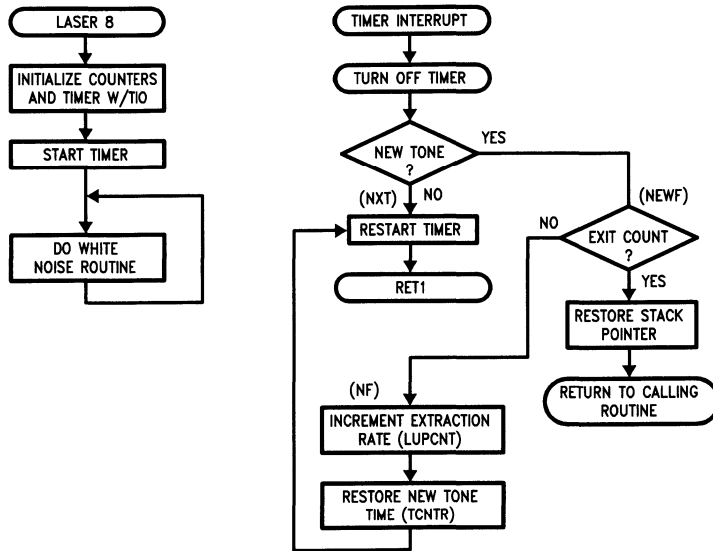 LASER 8
INITIALIZE COUNTERS
AND TIMER W/TIO
START TIMER
DO WHITE
NOISE ROUTINE
TIMER INTERRUPT
TURN OFF TIMER
NEW TONE
?
YES
(NEWF)
(NXT)
NO
RESTART TIMER
RET1
NO
EXIT COUNT
?
YES
RESTORE STACK
POINTER
RETURN TO CALLING
ROUTINE
(NF)
INCREMENT EXTRACTION
RATE (LUPCNT)
RESTORE NEW TONE
TIME (TCNTR)